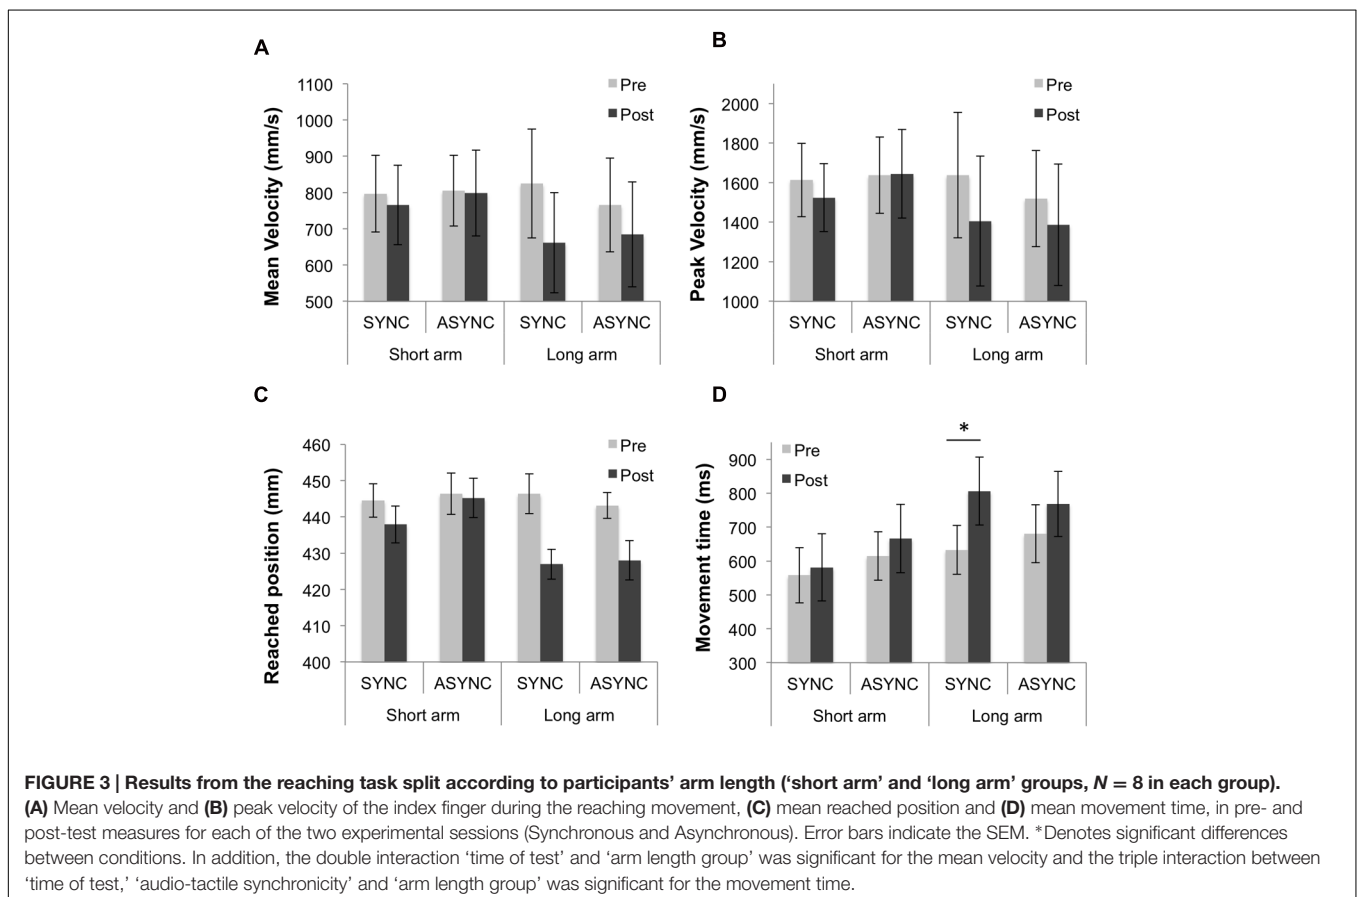 A
1100
1000
900
800
700
600
500
Mean Velocity (mm/s)
Pre
Post
SYNC ASYNC SYNC ASYNC
Short arm Long arm
B
2000
1800
1600
1400
1200
1000
Peak Velocity (mm/s)
Pre
Post
SYNC ASYNC SYNC ASYNC
Short arm Long arm
C
460
450
440
430
420
410
400
Reached position (mm)
Pre
Post
SYNC ASYNC SYNC ASYNC
Short arm Long arm
D
900
800
700
600
500
400
300
Movement time (ms)
Pre
Post
*
SYNC ASYNC SYNC ASYNC
Short arm Long arm
FIGURE 3 | Results from the reaching task split according to participants’ arm length (‘short arm’ and ‘long arm’ groups, N = 8 in each group).
(A) Mean velocity and (B) peak velocity of the index finger during the reaching movement, (C) mean reached position and (D) mean movement time, in pre- and
post-test measures for each of the two experimental sessions (Synchronous and Asynchronous). Error bars indicate the SEM. *Denotes significant differences
between conditions. In addition, the double interaction ‘time of test’ and ‘arm length group’ was significant for the mean velocity and the triple interaction between
‘time of test,’ ‘audio-tactile synchronicity’ and ‘arm length group’ was significant for the movement time.